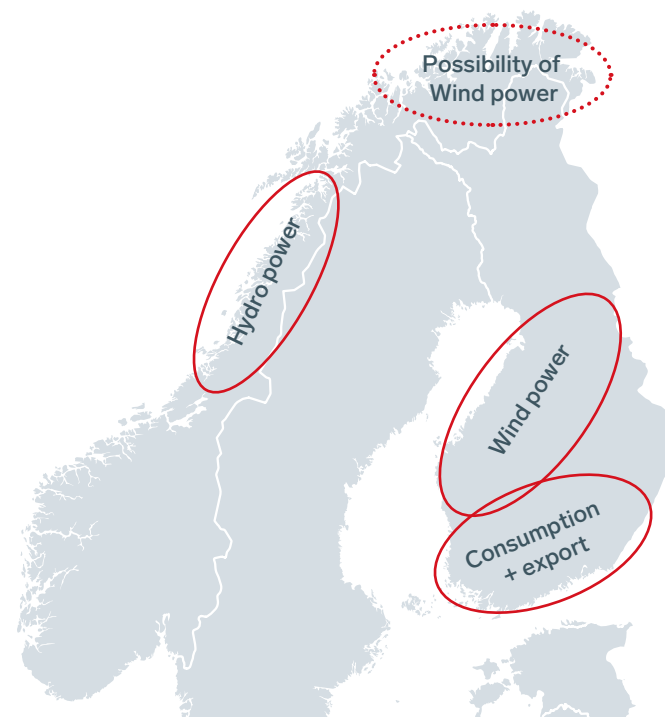 Possibility of
Wind power
Hydro power
Wind power
Consumption
+ export